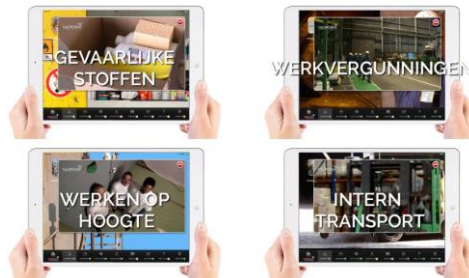 GEVAARLIJKE
STOFFEN
WERKVERGUNNINGEN
WERKEN OP
HOOGTE
INTERN
TRANSPORT